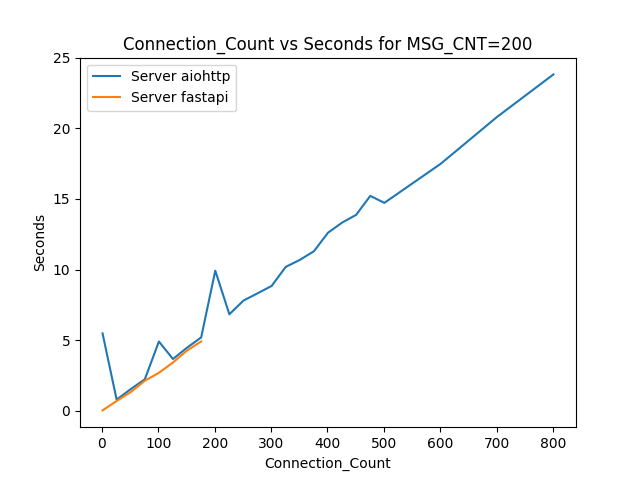 Connection_Count vs Seconds for MSG_CNT=200
Server aiohttp
Server fastapi
25
20
15
10
5
0
Seconds
0 100 200 300 400 500 600 700 800
Connection_Count